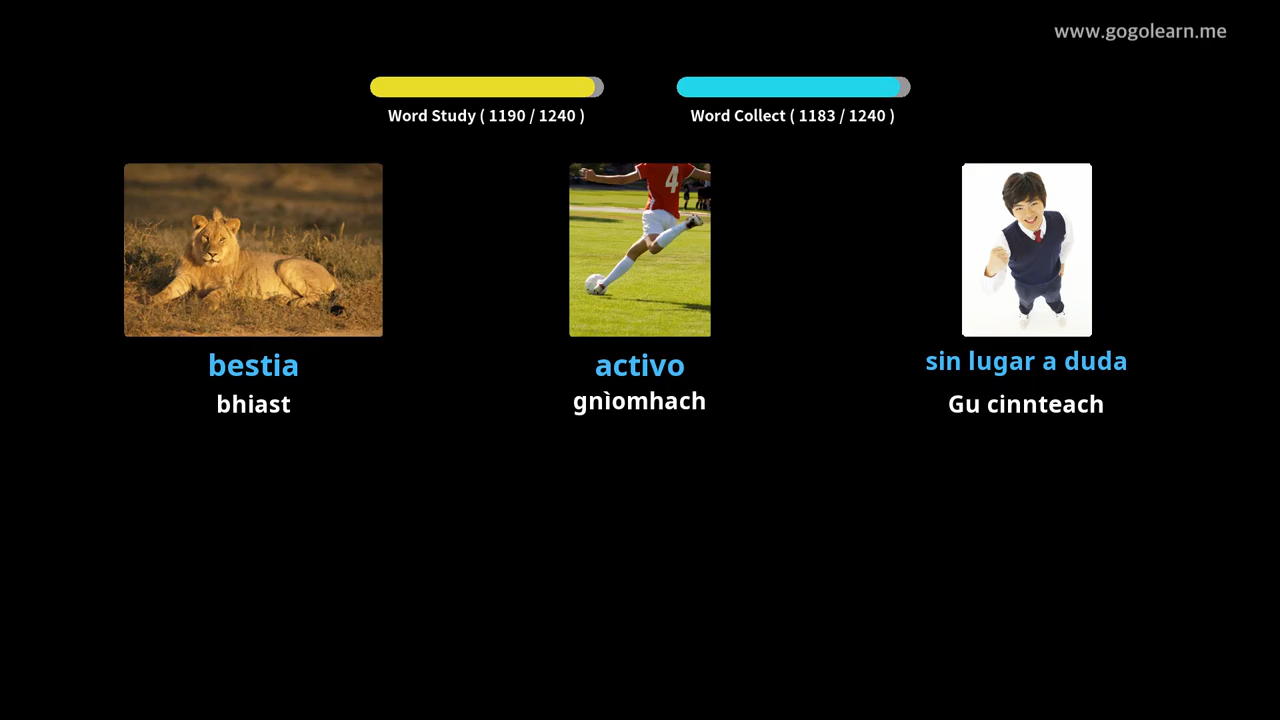 www.gogolearn.me
Word Study ( 1190 / 1240 )
Word Collect ( 1183 / 1240 )
4
bestia
activo
sin lugar a duda
bhiast
gnìomhach
Gu cinnteach